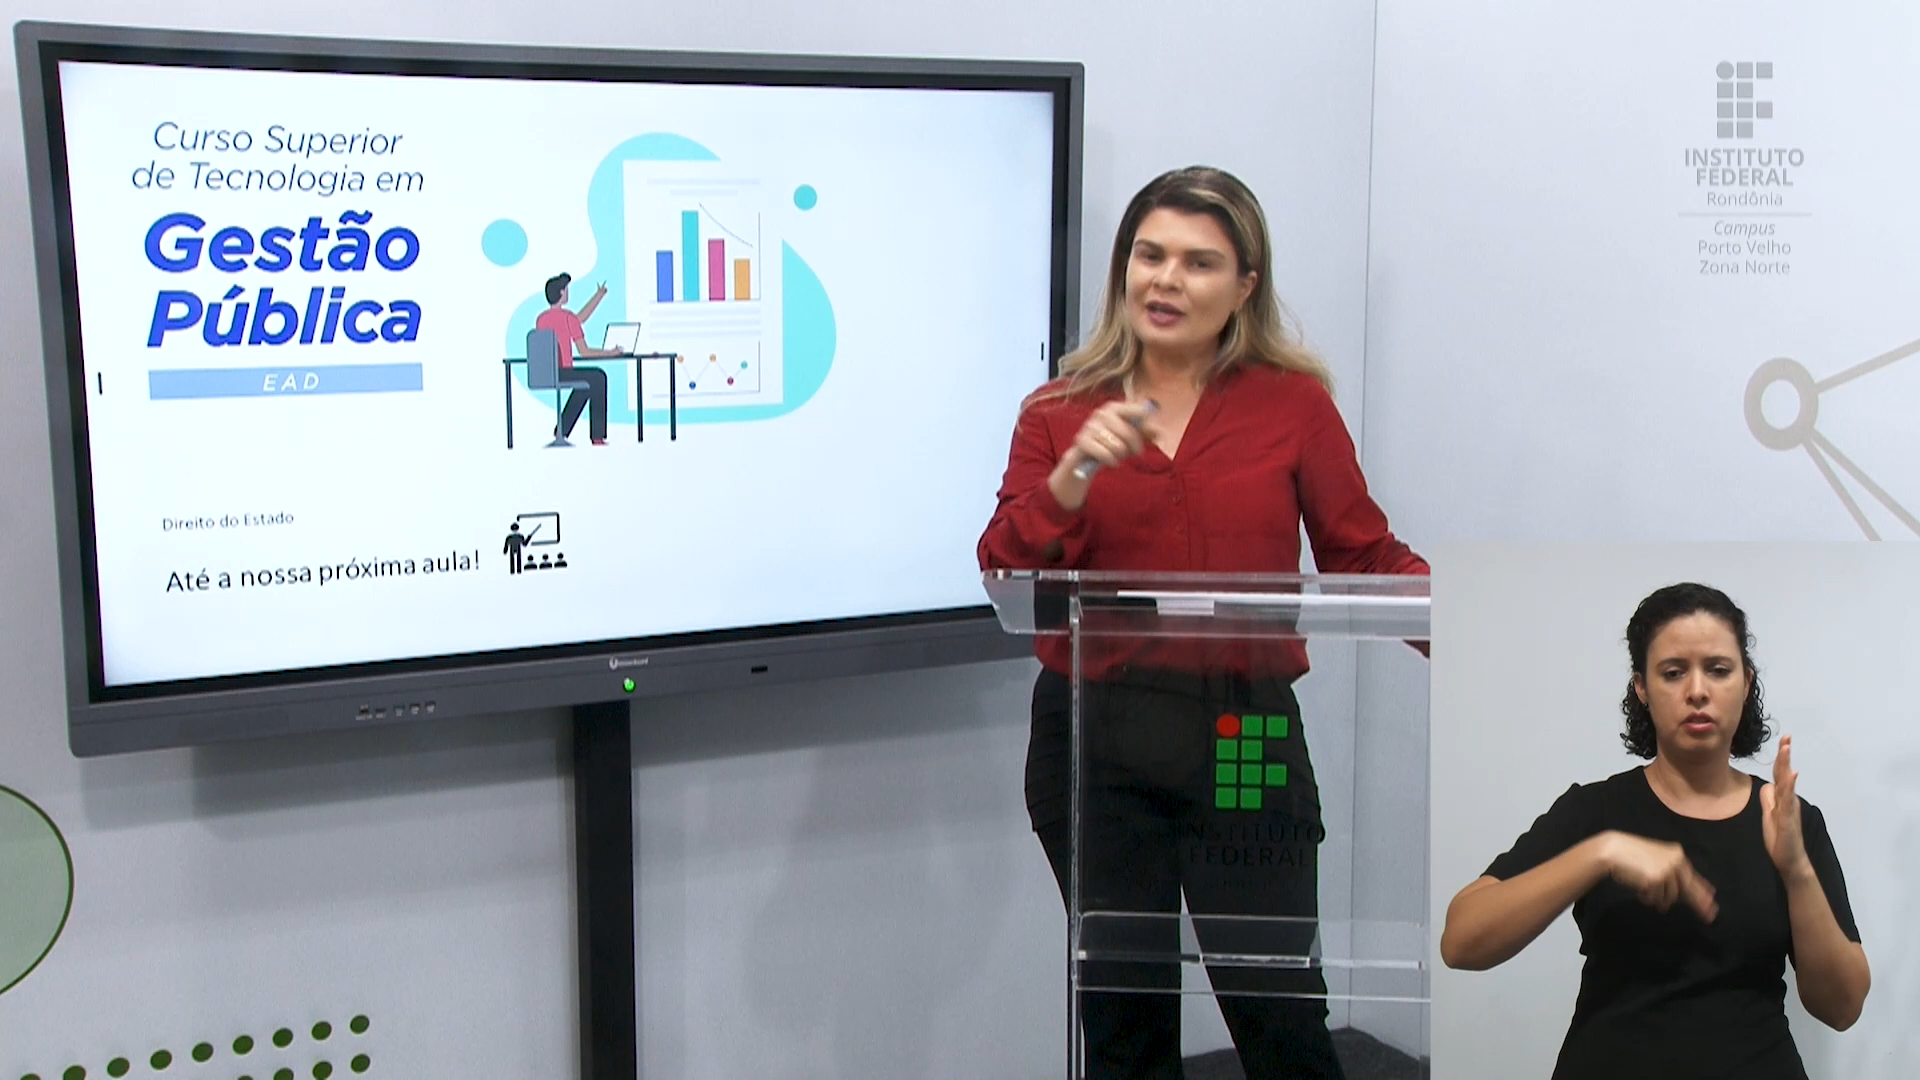 Curso Superior
de Tecnologia em
Gestão
Pública
EAD
Direito do Estado
Até a nossa próxima aula!
INSTITUTO
FEDERAL
Rondônia
Campus
Porto Velho
Zona Norte
INSTITUTO
FEDERAL